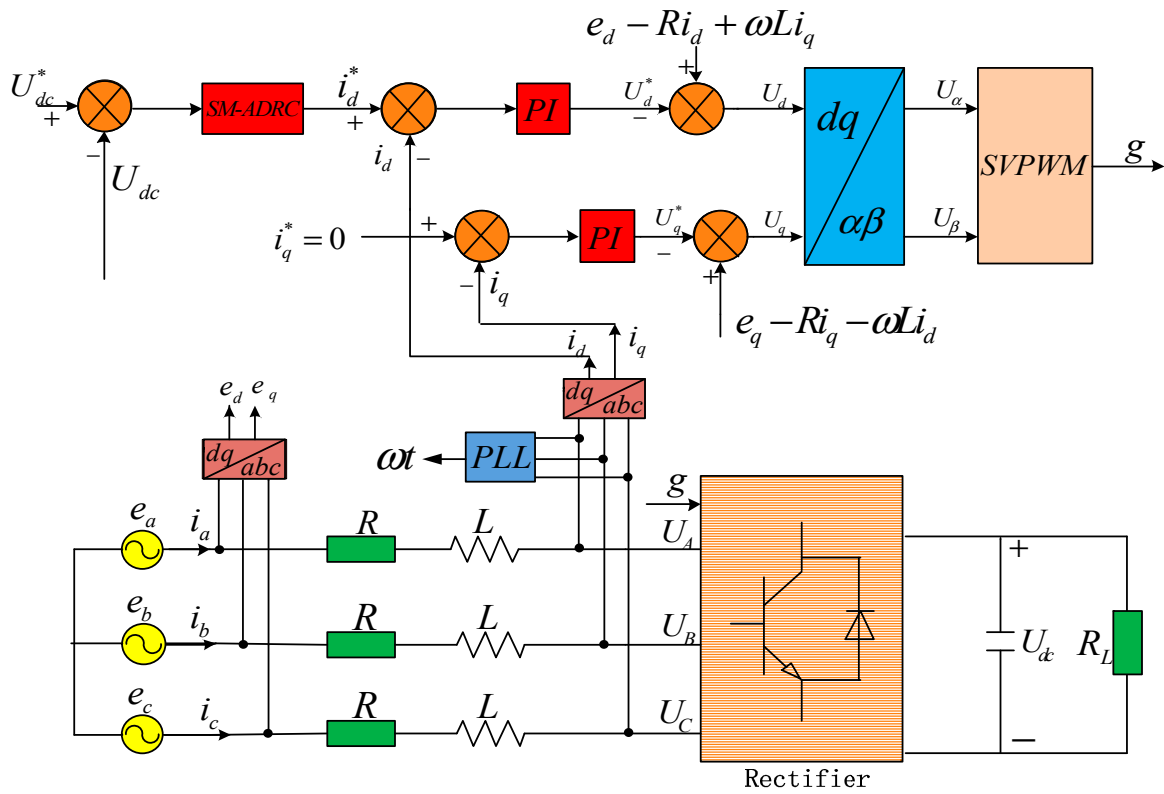 e_d − Ri_d + ωLi_q
U*_dc
+
−
U_dc
SM-ADRC
i*_d
+
−
i_d
PI
U*_d
−
+
U_d
dq
αβ
U_α
U_β
SVPWM
g
i*_q = 0
+
−
i_q
PI
U*_q
−
+
U_q
e_q − Ri_q − ωLi_d
i_d
i_q
dq
abc
e_d
e_q
dq
abc
ωt
PLL
g
e_a
i_a
R
L
U_A
e_b
i_b
R
L
U_B
e_c
i_c
R
L
U_C
+
U_dc
R_L
−
Rectifier